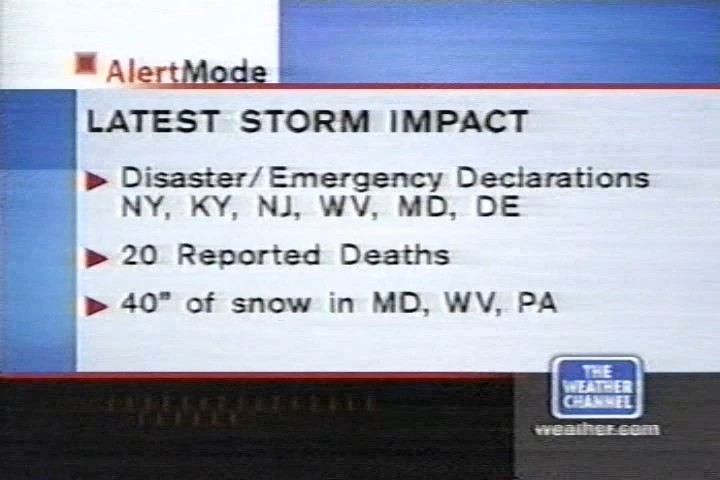 AlertMode
LATEST STORM IMPACT
Disaster/Emergency Declarations
NY, KY, NJ, WV, MD, DE
20 Reported Deaths
40" of snow in MD, WV, PA
THE
WEATHER
CHANNEL
weather.com